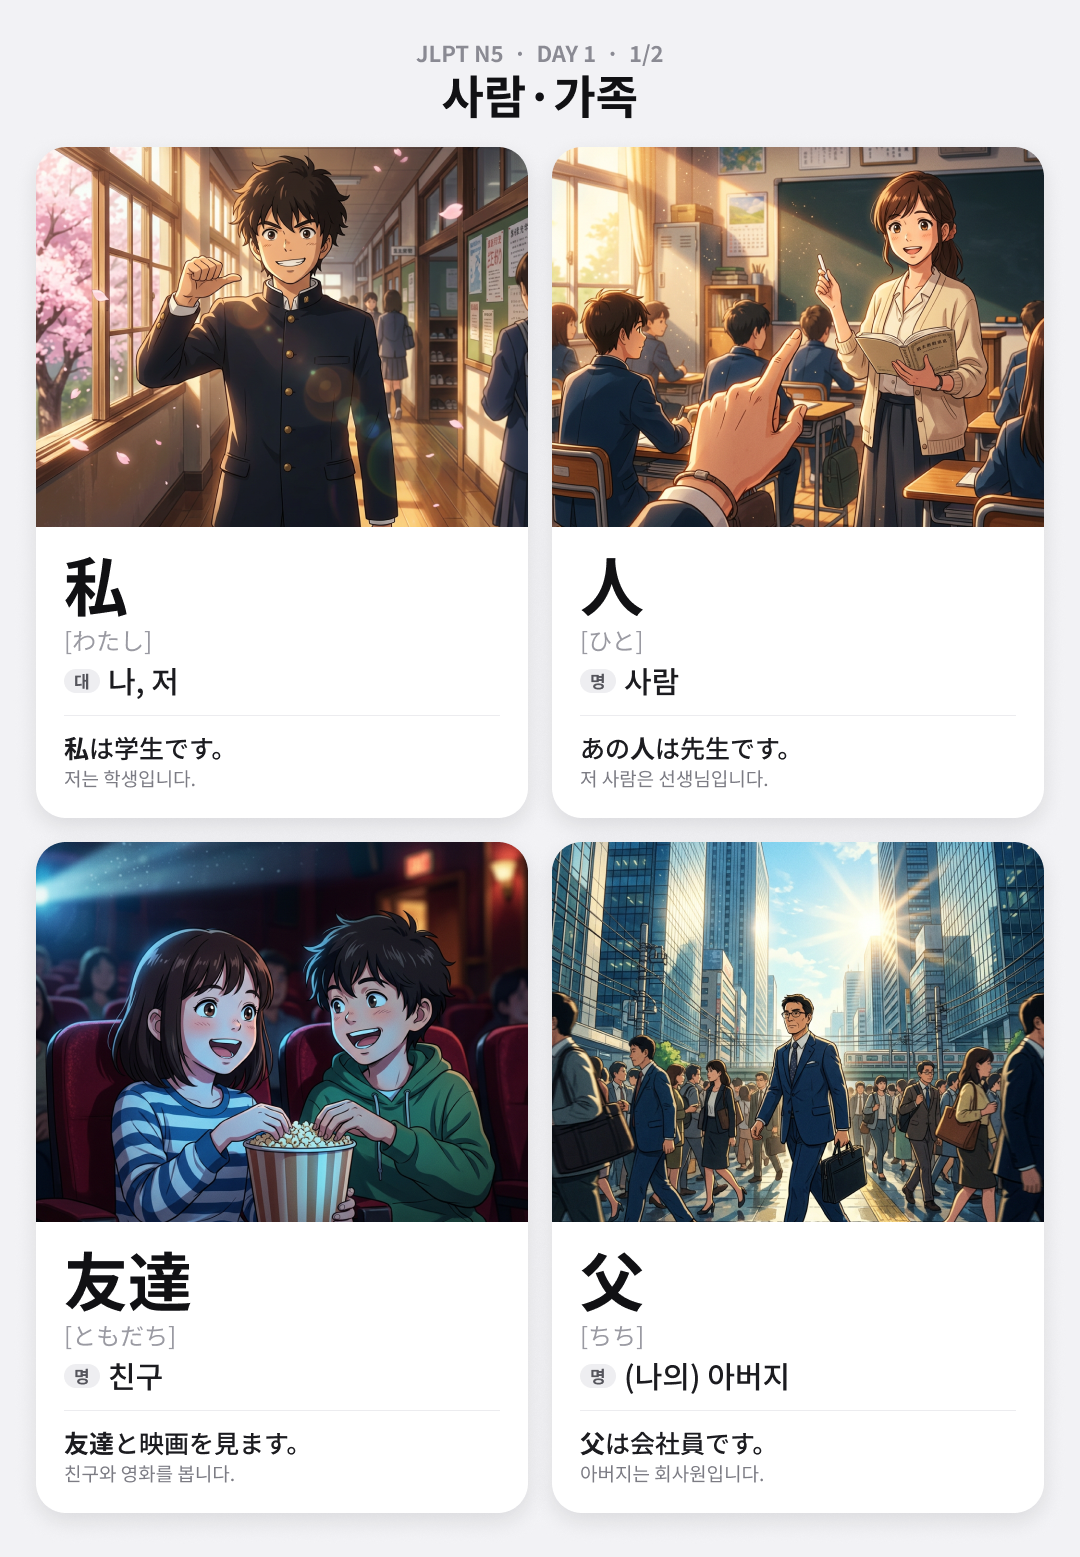 JLPT N5 · DAY 1 · 1/2
사람·가족
私
[わたし]
대 나, 저
私は学生です。
저는 학생입니다.
人
[ひと]
명 사람
あの人は先生です。
저 사람은 선생님입니다.
友達
[ともだち]
명 친구
友達と映画を見ます。
친구와 영화를 봅니다.
父
[ちち]
명 (나의) 아버지
父は会社員です。
아버지는 회사원입니다.